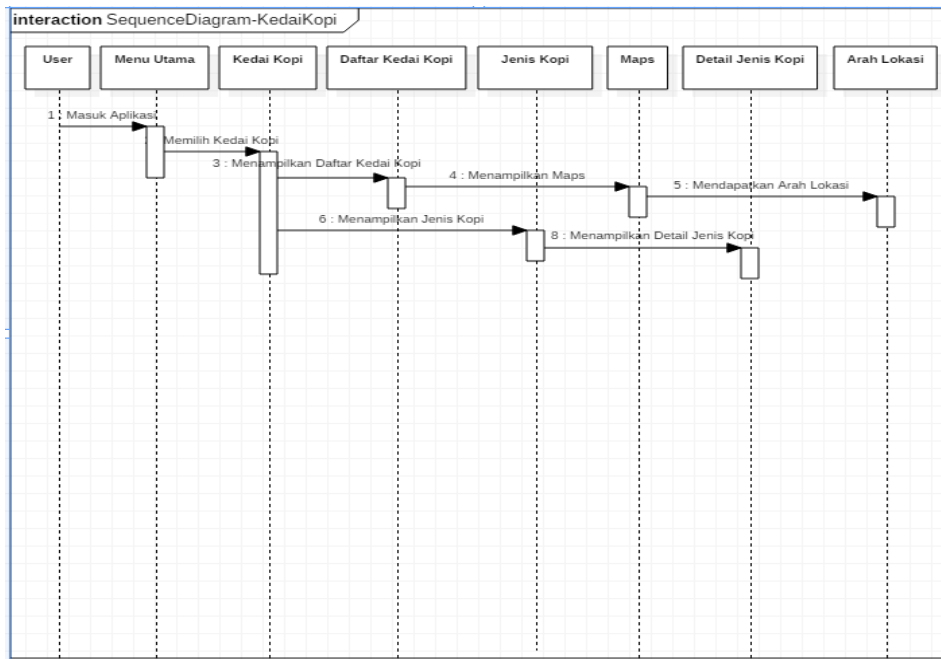 interaction SequenceDiagram-KedaiKopi
User
Menu Utama
Kedai Kopi
Daftar Kedai Kopi
Jenis Kopi
Maps
Detail Jenis Kopi
Arah Lokasi
1 : Masuk Aplikasi
Memilih Kedai Kopi
3 : Menampilkan Daftar Kedai Kopi
4 : Menampilkan Maps
5 : Mendapatkan Arah Lokasi
6 : Menampilkan Jenis Kopi
8 : Menampilkan Detail Jenis Kopi